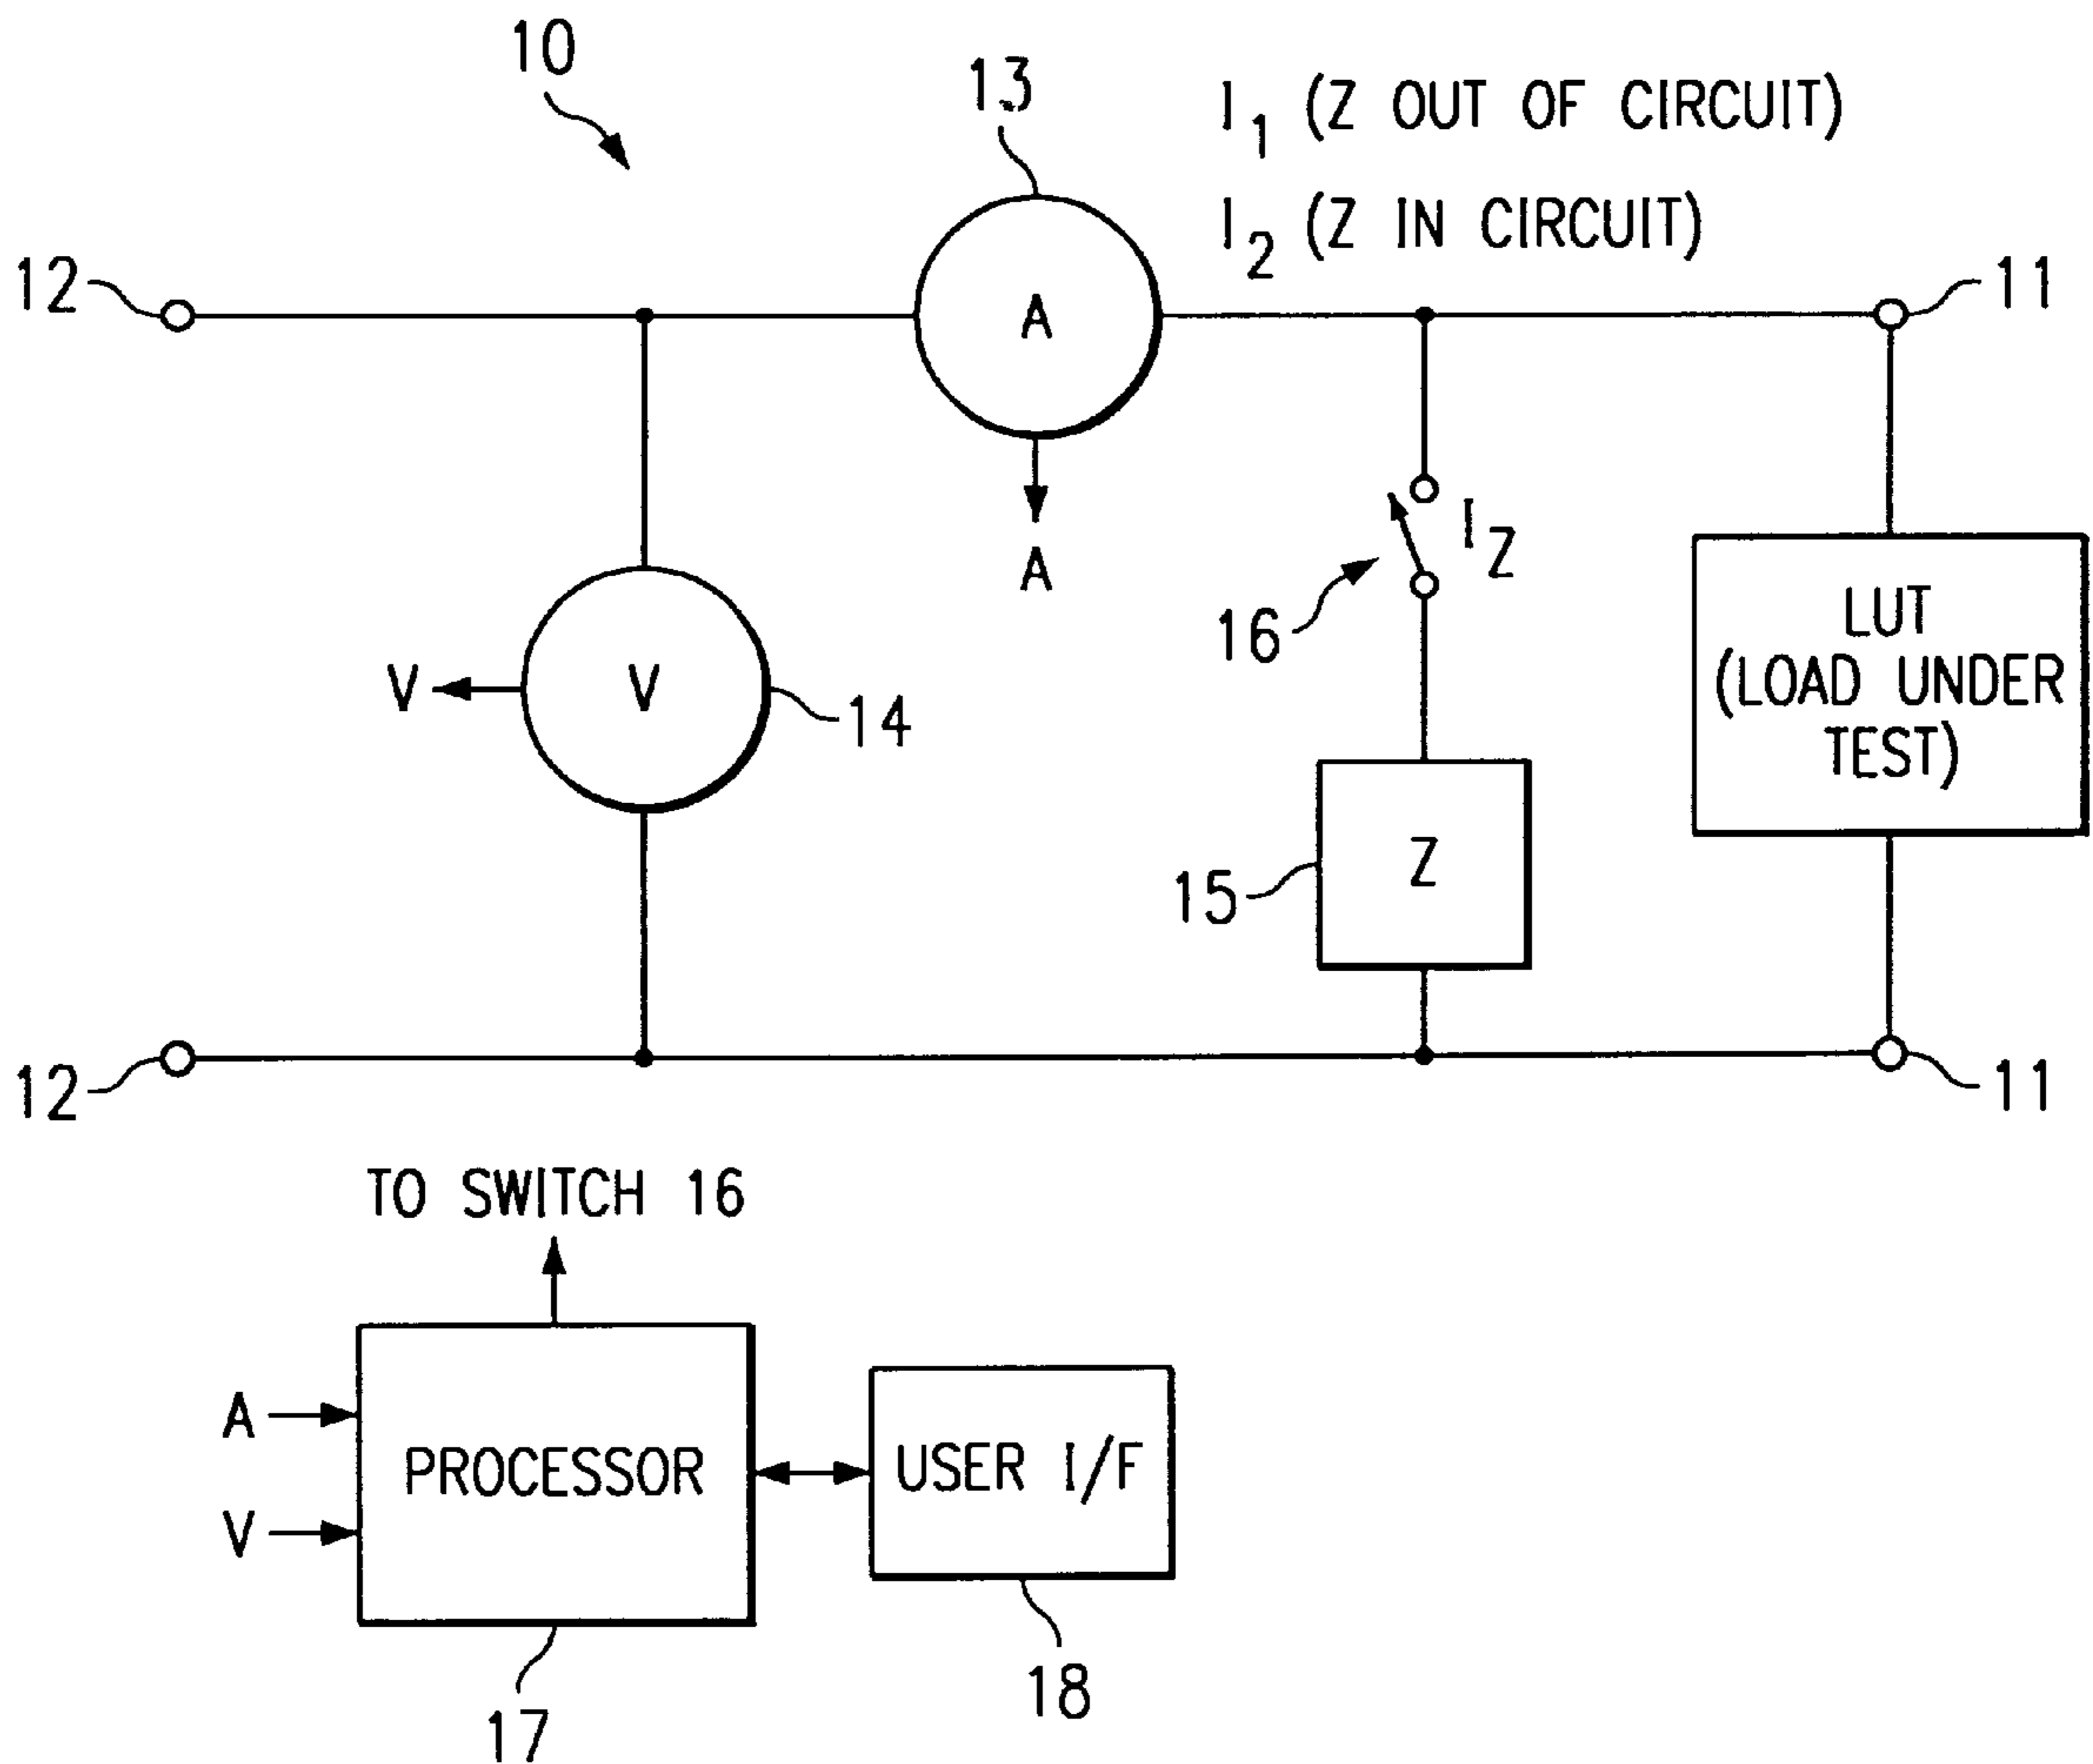 10
13
I1 (Z OUT OF CIRCUIT)
I2 (Z IN CIRCUIT)
12
11
A
A
IZ
16
LUT
(LOAD UNDER
TEST)
V
V
14
Z
15
12
11
TO SWITCH 16
A
PROCESSOR
USER I/F
V
18
17